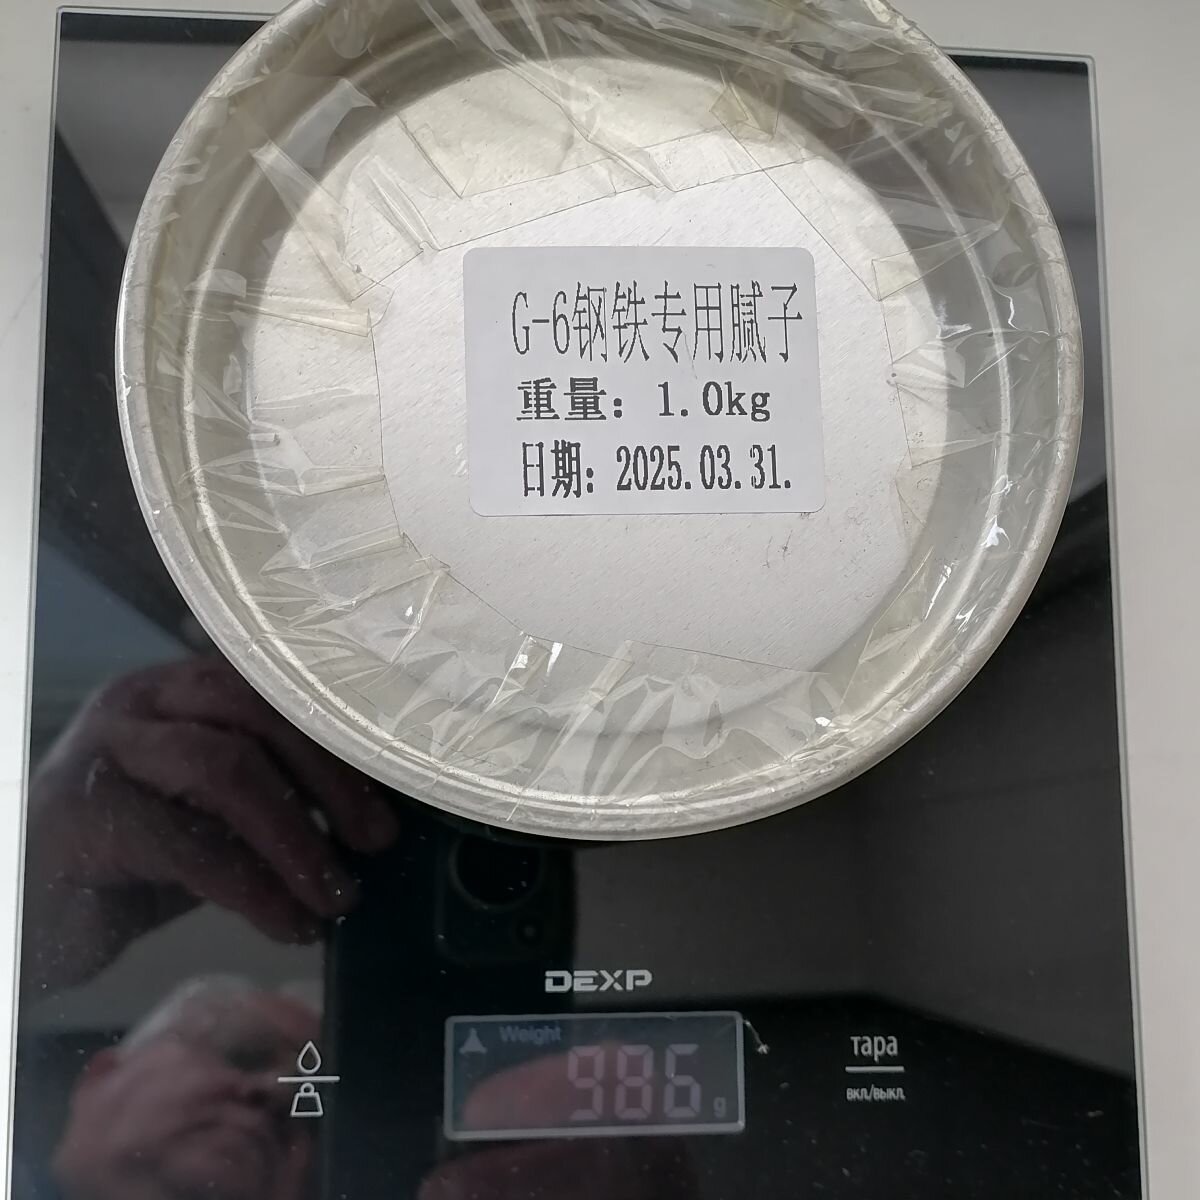 G-6钢铁专用腻子
重量: 1.0kg
日期: 2025.03.31.
DEXP
Weight
986 g
тара
вкл/выкл